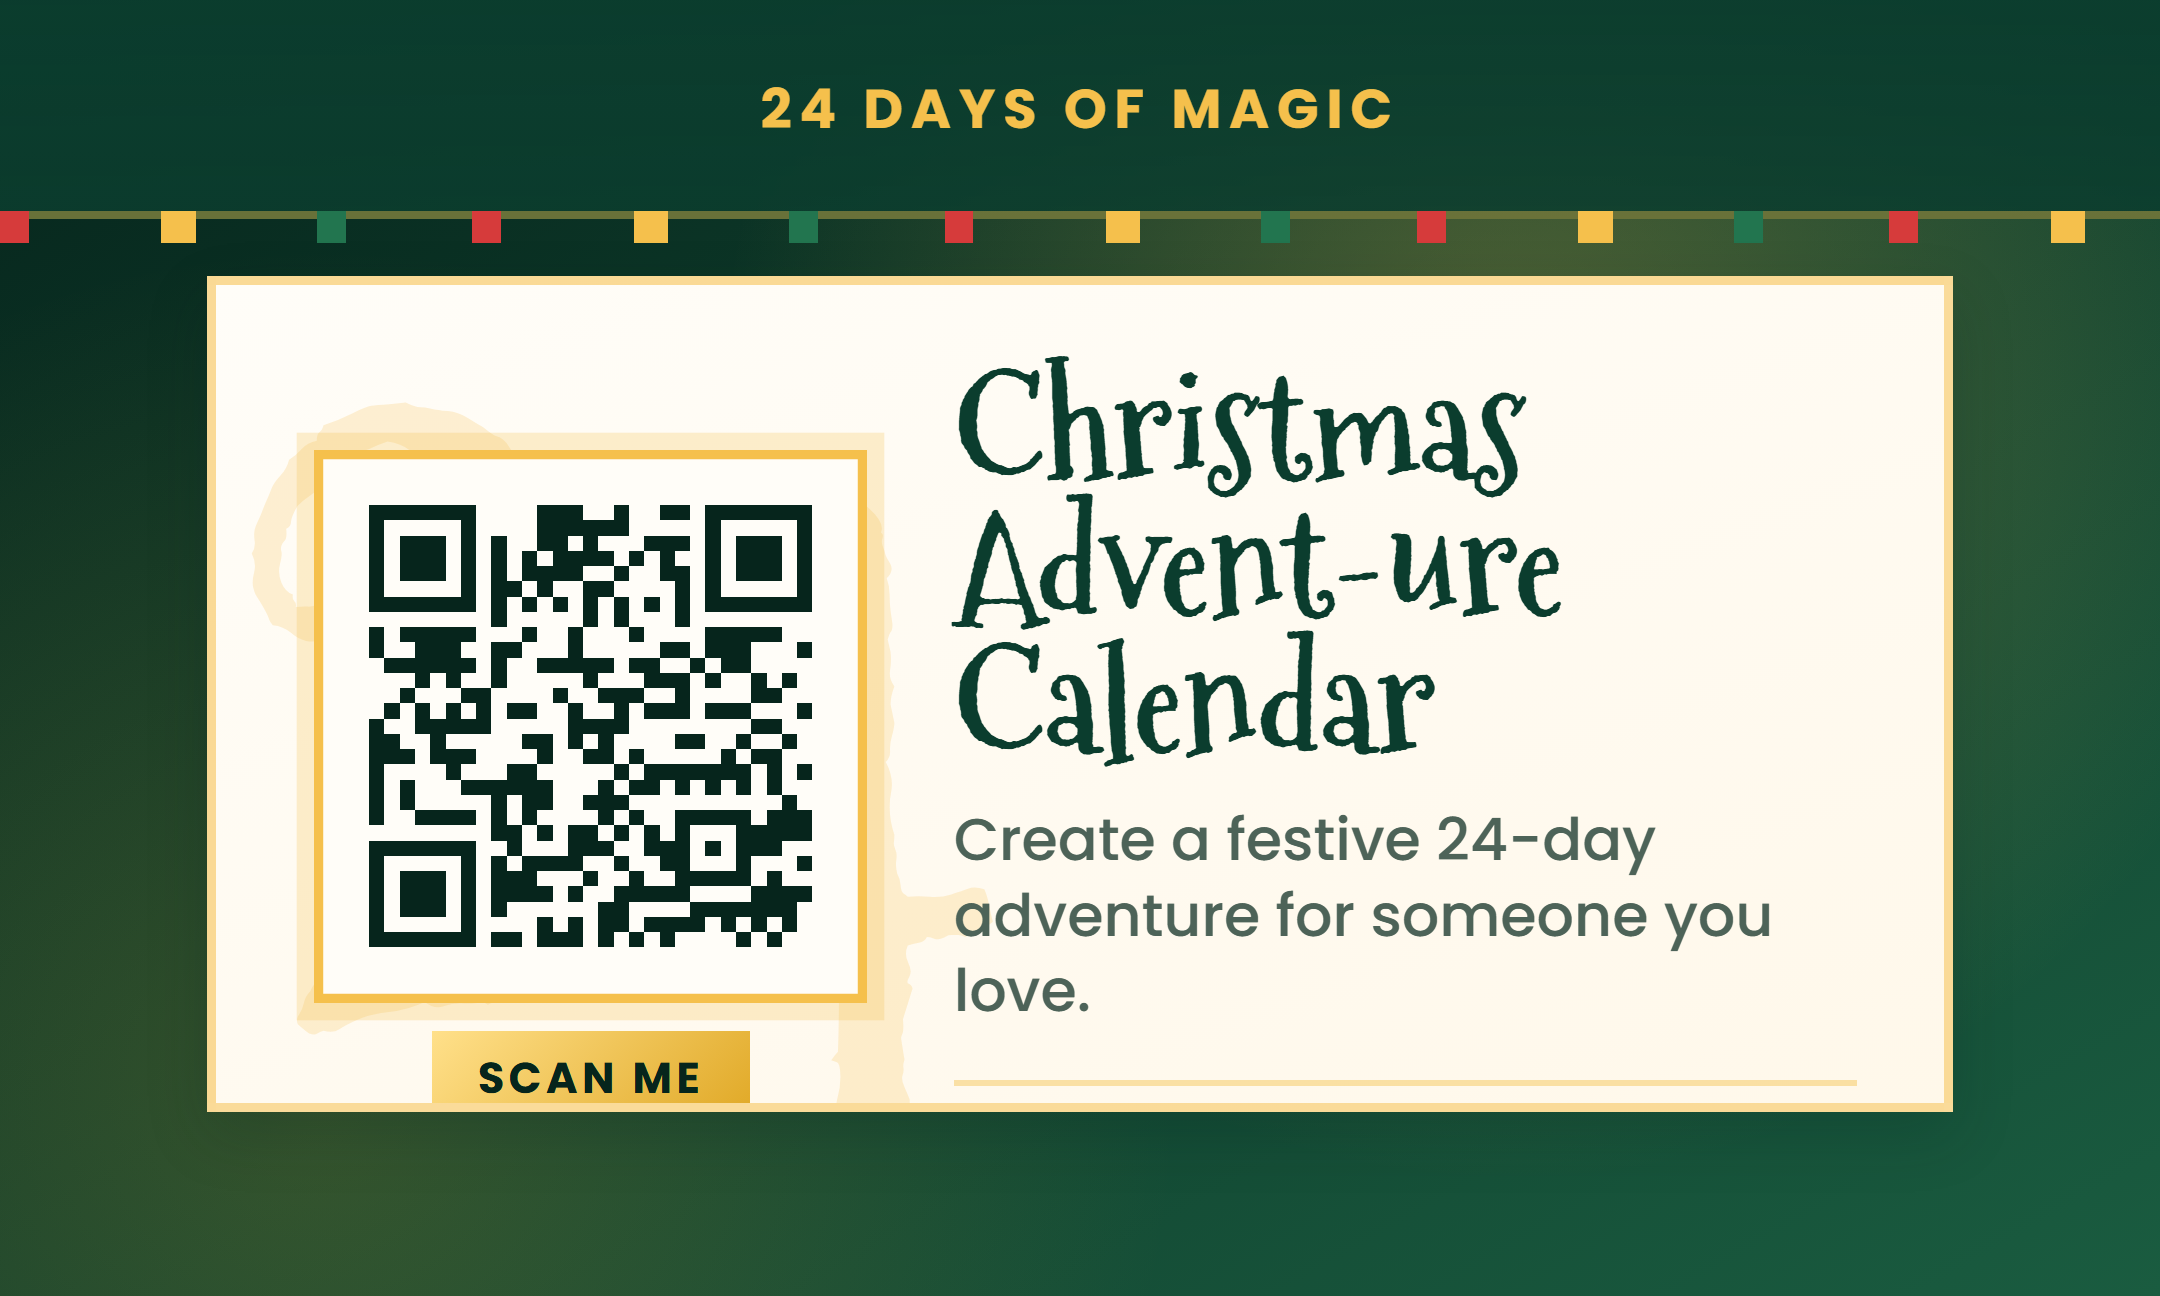 24 DAYS OF MAGIC
Christmas
Advent-ure
Calendar
Create a festive 24-day
adventure for someone you
love.
SCAN ME